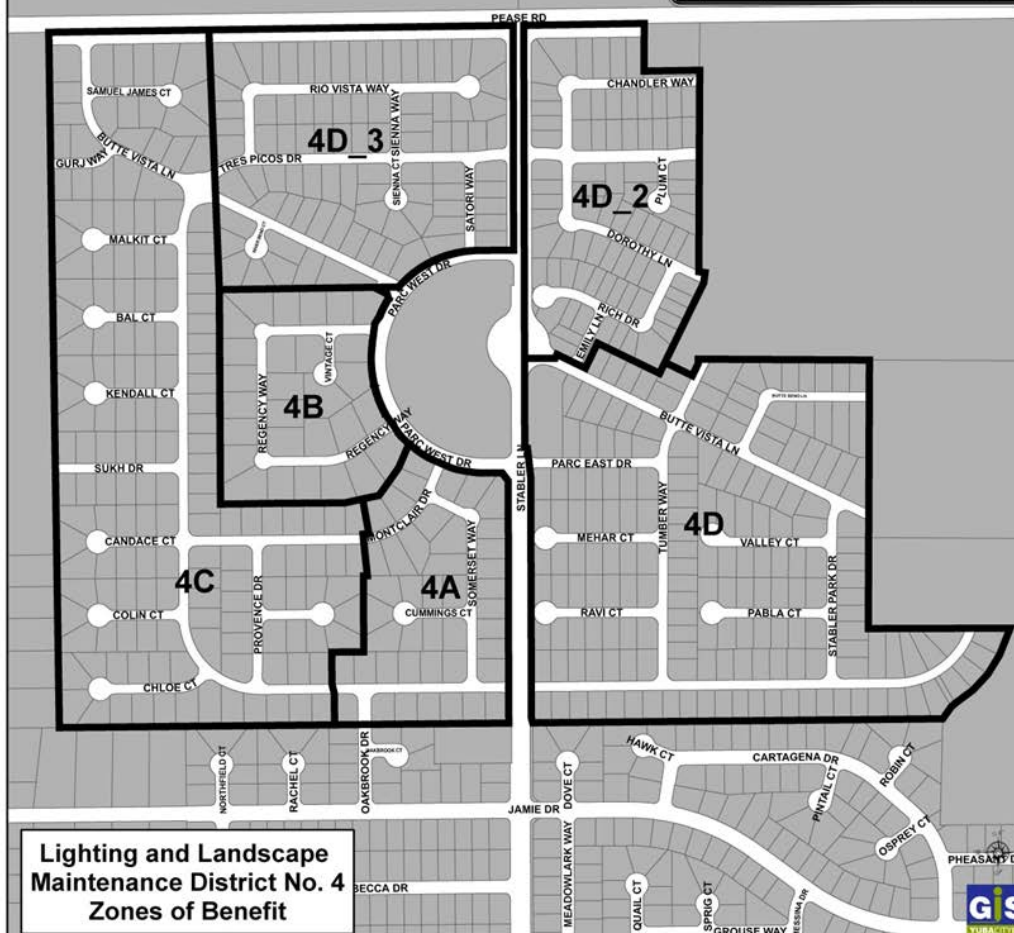 PEASE RD
SAMUEL JAMES CT
RIO VISTA WAY
SIENNA WAY
CHANDLER WAY
4D_3
BUTTE VISTA LN
GURJ WAY
TRES PICOS DR
SIENNA CT
SATORI WAY
4D_2
PLUM CT
MALKIT CT
DOROTHY LN
PARC WEST DR
BAL CT
RICH DR
EMILY LN
VINTAGE CT
REGENCY WAY
4B
KENDALL CT
REGENCY WAY
PARC WEST DR
BUTTE VISTA LN
SUKH DR
STABLER LN
PARC EAST DR
MONTCLAIR DR
TUMBER WAY
4D
CANDACE CT
MEHAR CT
VALLEY CT
4C
PROVENCE DR
4A
SOMERSET WAY
CUMMINGS CT
STABLER PARK DR
COLIN CT
RAVI CT
PABLA CT
CHLOE CT
NORTHFIELD CT
RACHEL CT
OAKBROOK DR
OAKBROOK CT
HAWK CT
CARTAGENA DR
ROBIN CT
DOVE CT
PINTAIL CT
JAMIE DR
OSPREY CT
PHEASANT D
MEADOWLARK WAY
BECCA DR
QUAIL CT
SPRIG CT
ESSINA DR
GROUSE WAY
Lighting and Landscape
Maintenance District No. 4
Zones of Benefit
GIS